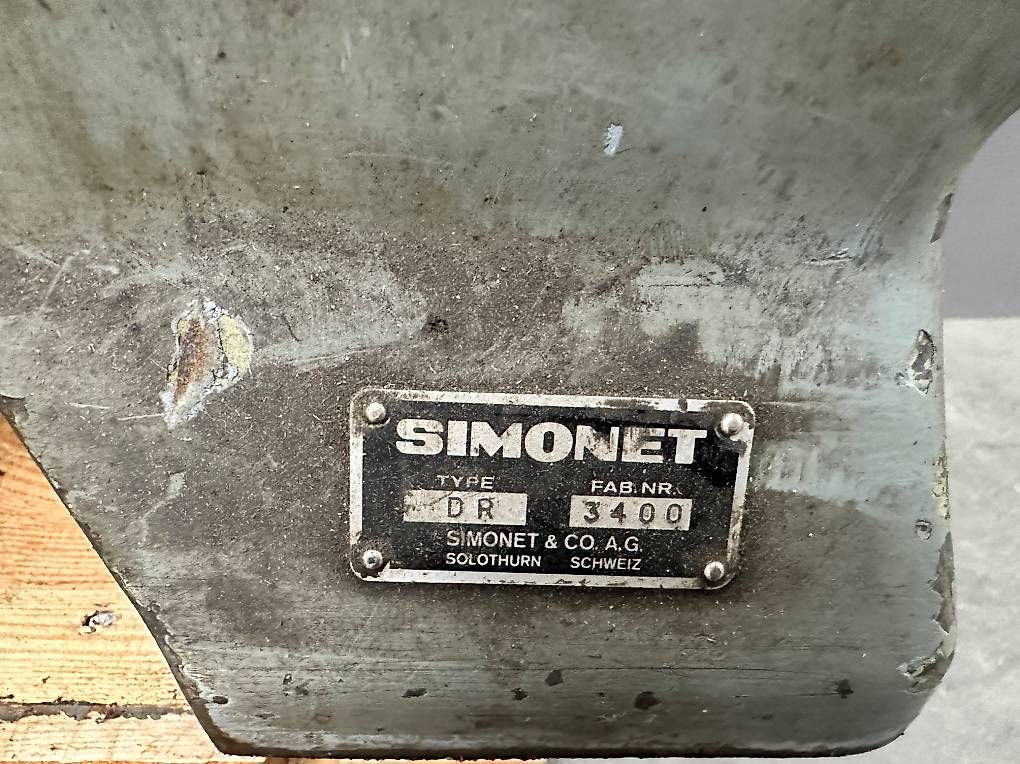 SIMONET
TYPE FAB. NR.
DR 3400
SIMONET & CO. A.G.
SOLOTHURN SCHWEIZ